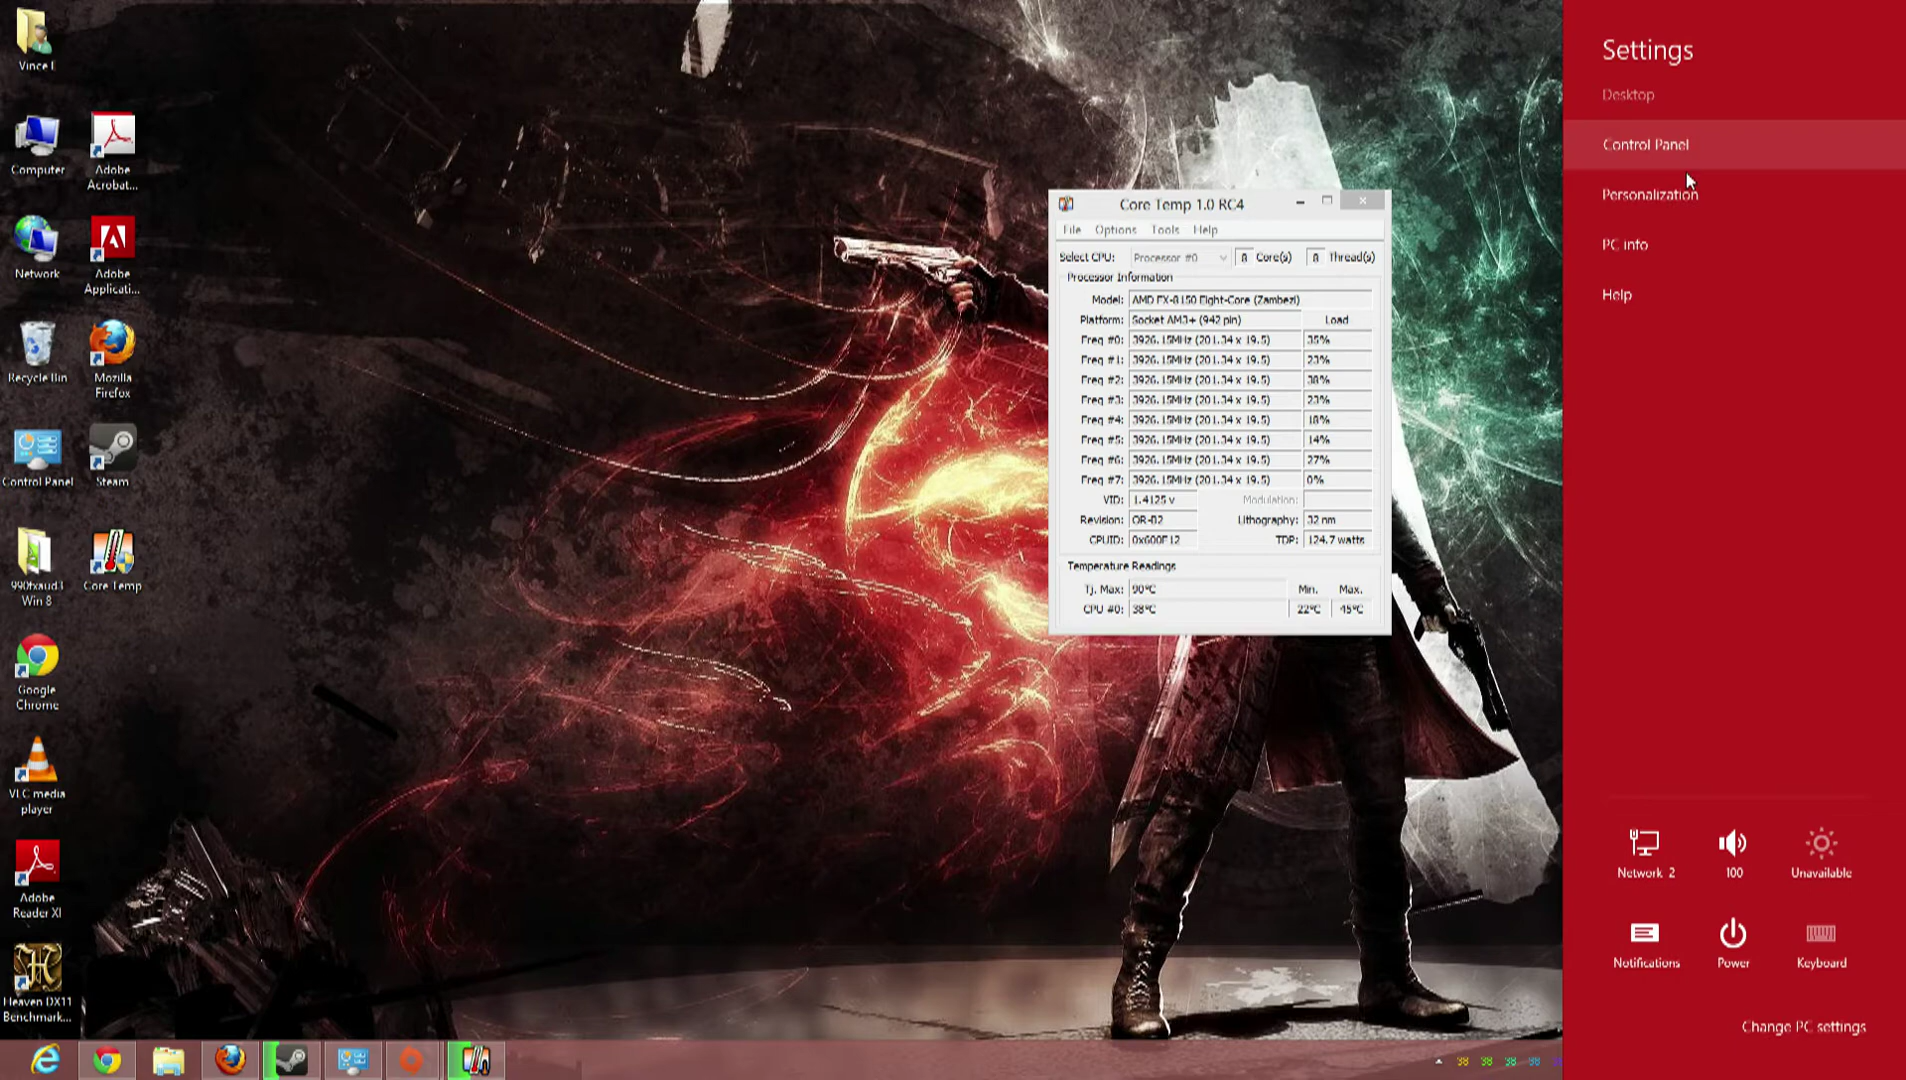 Vince L
Computer
Adobe
Acrobat...
Network
Adobe
Applicati...
Recycle Bin
Mozilla
Firefox
Control Panel
Steam
990fxaud3
Win 8
Core Temp
Google
Chrome
VLC media
player
Adobe
Reader XI
Heaven DX11
Benchmark...
Core Temp 1.0 RC4
File Options Tools Help
Select CPU: Processor #0 8 Core(s) 8 Thread(s)
Processor Information
Model: AMD FX-8150 Eight-Core (Zambezi)
Platform: Socket AM3+ (942 pin) Load
Freq #0: 3926.15MHz (201.34 x 19.5) 35%
Freq #1: 3926.15MHz (201.34 x 19.5) 23%
Freq #2: 3926.15MHz (201.34 x 19.5) 38%
Freq #3: 3926.15MHz (201.34 x 19.5) 23%
Freq #4: 3926.15MHz (201.34 x 19.5) 18%
Freq #5: 3926.15MHz (201.34 x 19.5) 14%
Freq #6: 3926.15MHz (201.34 x 19.5) 27%
Freq #7: 3926.15MHz (201.34 x 19.5) 0%
VID: 1.4125 v Modulation:
Revision: OR-B2 Lithography: 32 nm
CPUID: 0x600F12 TDP: 124.7 watts
Temperature Readings
Tj. Max: 90°C Min. Max.
CPU #0: 38°C 22°C 45°C
Settings
Desktop
Control Panel
Personalization
PC info
Help
Network 2
100
Unavailable
Notifications
Power
Keyboard
Change PC settings
38 38 38 38